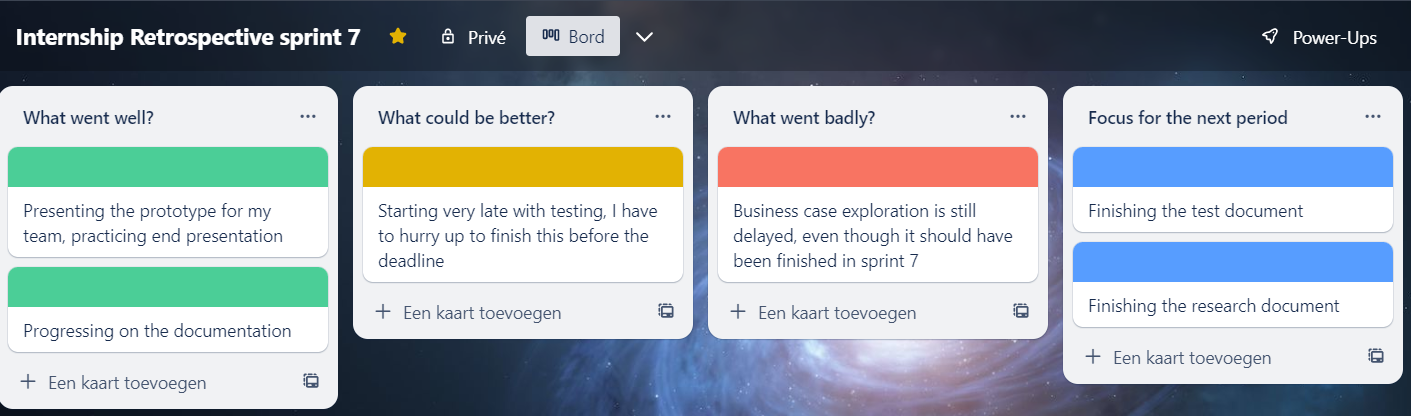 Internship Retrospective sprint 7
Privé
Bord
Power-Ups
What went well?
Presenting the prototype for my
team, practicing end presentation
Progressing on the documentation
Een kaart toevoegen
What could be better?
Starting very late with testing, I have
to hurry up to finish this before the
deadline
Een kaart toevoegen
What went badly?
Business case exploration is still
delayed, even though it should have
been finished in sprint 7
Een kaart toevoegen
Focus for the next period
Finishing the test document
Finishing the research document
Een kaart toevoegen